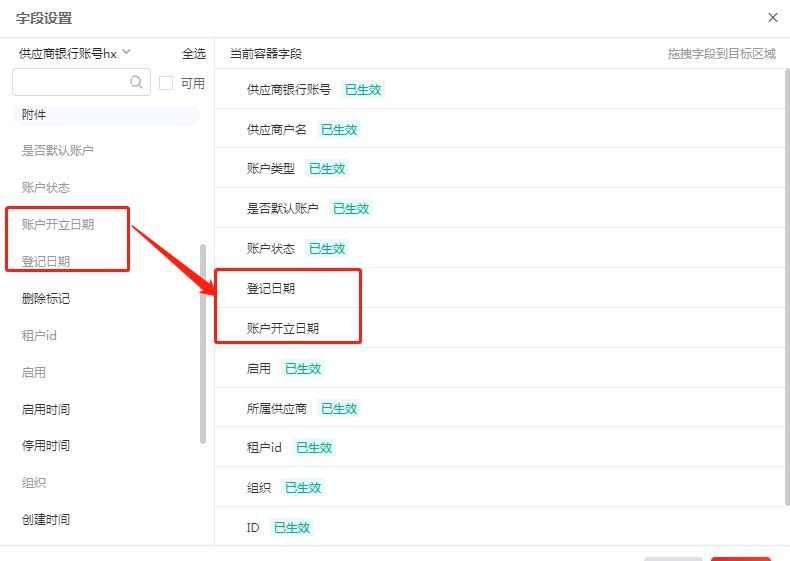 字段设置
供应商银行账号hx
全选
可用
附件
是否默认账户
账户状态
账户开立日期
登记日期
删除标记
租户id
启用
启用时间
停用时间
组织
创建时间
当前容器字段
拖拽字段到目标区域
供应商银行账号 已生效
供应商户名 已生效
账户类型 已生效
是否默认账户 已生效
账户状态 已生效
登记日期
账户开立日期
启用 已生效
所属供应商 已生效
租户id 已生效
组织 已生效
ID 已生效